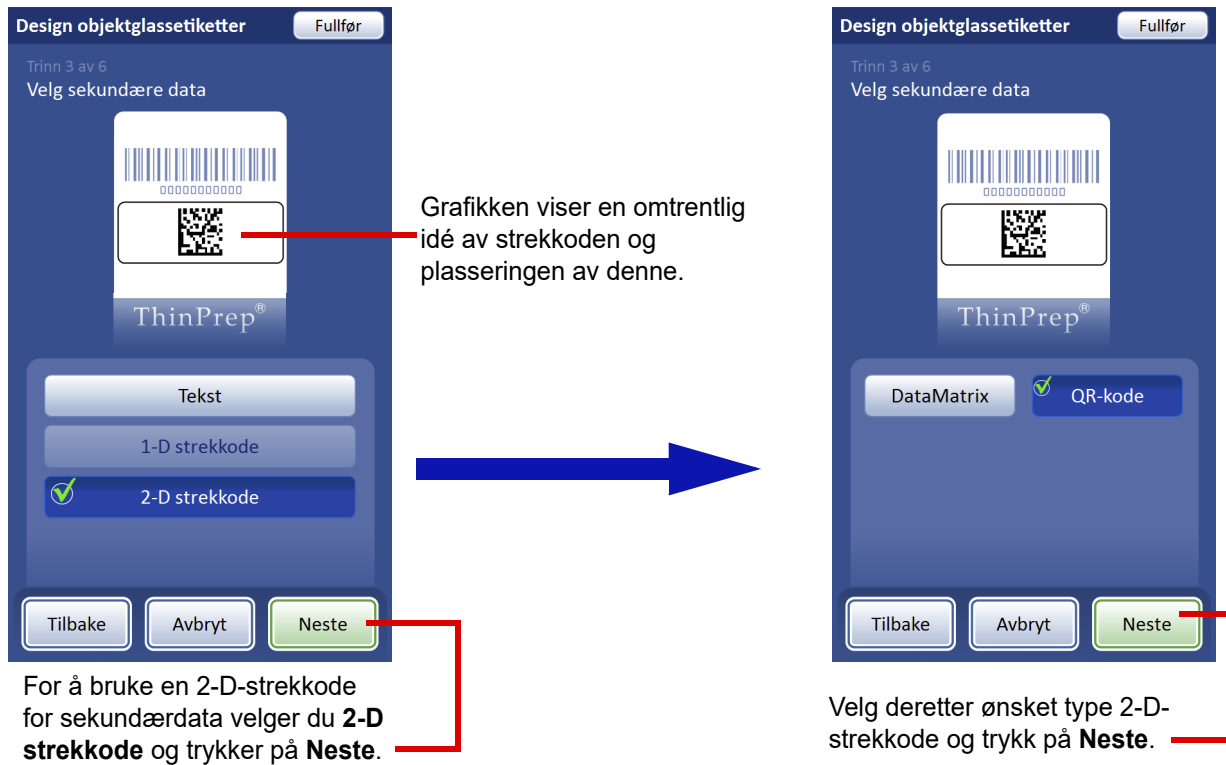 Design objektglassetiketter
Fullfør
Trinn 3 av 6
Velg sekundære data
00000000000
ThinPrep®
Tekst
1-D strekkode
2-D strekkode
Tilbake
Avbryt
Neste
For å bruke en 2-D-strekkode
for sekundærdata velger du 2-D
strekkode og trykker på Neste.
Grafikken viser en omtrentlig
idé av strekkoden og
plasseringen av denne.
Design objektglassetiketter
Fullfør
Trinn 3 av 6
Velg sekundære data
00000000000
ThinPrep®
DataMatrix
QR-kode
Tilbake
Avbryt
Neste
Velg deretter ønsket type 2-D-
strekkode og trykk på Neste.